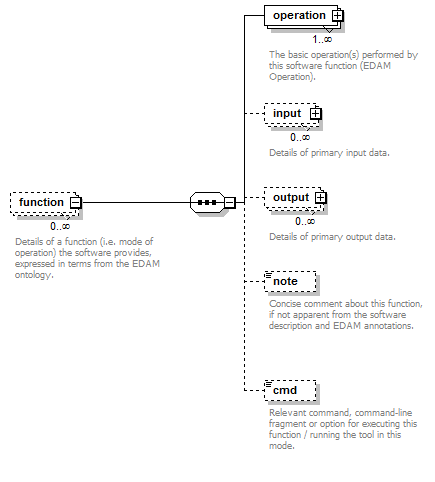 operation
1..∞
The basic operation(s) performed by
this software function (EDAM
Operation).
input
0..∞
Details of primary input data.
function
0..∞
Details of a function (i.e. mode of
operation) the software provides,
expressed in terms from the EDAM
ontology.
output
0..∞
Details of primary output data.
note
Concise comment about this function,
if not apparent from the software
description and EDAM annotations.
cmd
Relevant command, command-line
fragment or option for executing this
function / running the tool in this
mode.